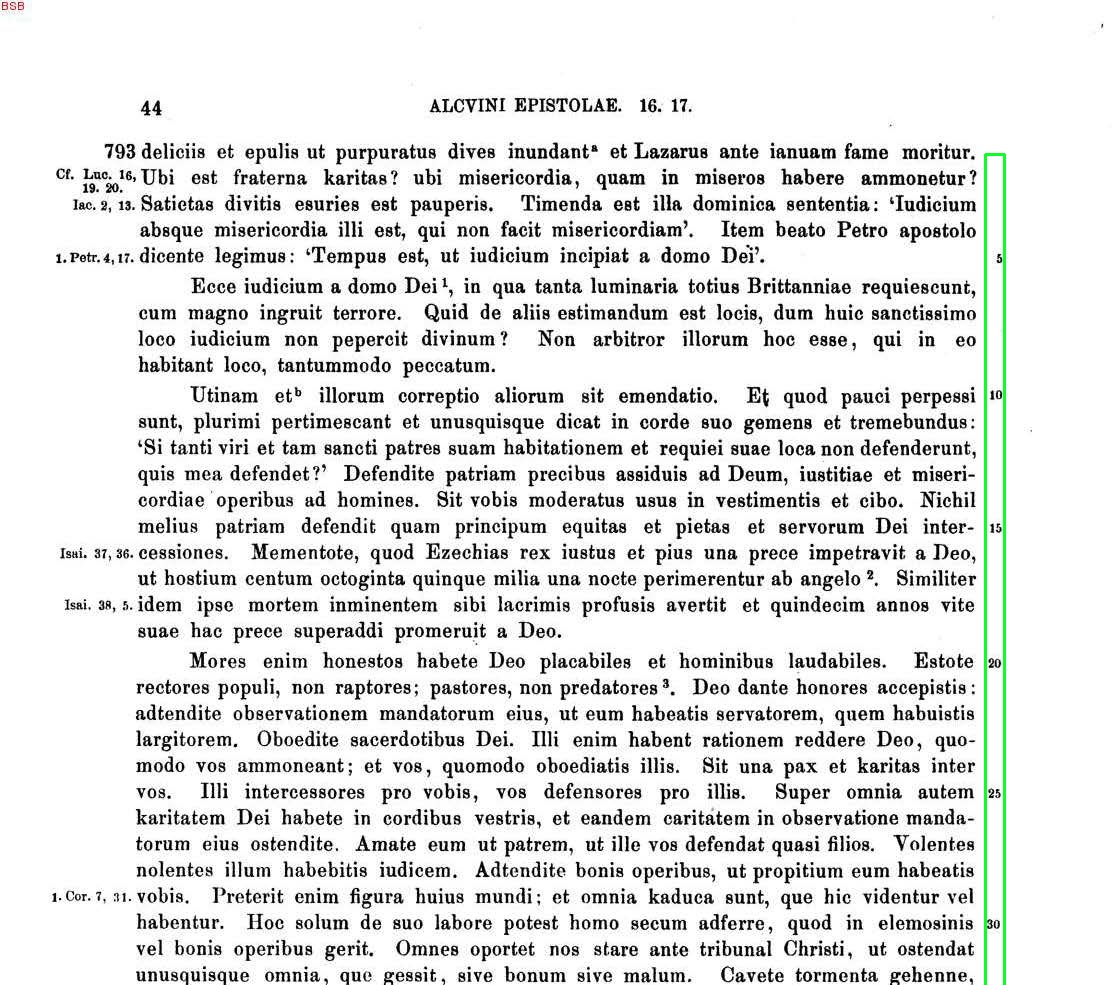 BSB
44 ALCVINI EPISTOLAE. 16. 17.
793 deliciis et epulis ut purpuratus dives inundantᵃ et Lazarus ante ianuam fame moritur.
Cf. Luc. 16, 19. 20. Ubi est fraterna karitas? ubi misericordia, quam in miseros habere ammonetur?
Iac. 2, 13. Satietas divitis esuries est pauperis. Timenda est illa dominica sententia: ‘Iudicium
absque misericordia illi est, qui non facit misericordiam’. Item beato Petro apostolo
1. Petr. 4, 17. dicente legimus: ‘Tempus est, ut iudicium incipiat a domo Dei’. 5
Ecce iudicium a domo Dei¹, in qua tanta luminaria totius Brittanniae requiescunt,
cum magno ingruit terrore. Quid de aliis estimandum est locis, dum huic sanctissimo
loco iudicium non pepercit divinum? Non arbitror illorum hoc esse, qui in eo
habitant loco, tantummodo peccatum.
Utinam etᵇ illorum correptio aliorum sit emendatio. Et quod pauci perpessi 10
sunt, plurimi pertimescant et unusquisque dicat in corde suo gemens et tremebundus:
‘Si tanti viri et tam sancti patres suam habitationem et requiei suae loca non defenderunt,
quis mea defendet?’ Defendite patriam precibus assiduis ad Deum, iustitiae et miseri-
cordiae operibus ad homines. Sit vobis moderatus usus in vestimentis et cibo. Nichil
melius patriam defendit quam principum equitas et pietas et servorum Dei inter- 15
Isai. 37, 36. cessiones. Mementote, quod Ezechias rex iustus et pius una prece impetravit a Deo,
ut hostium centum octoginta quinque milia una nocte perimerentur ab angelo². Similiter
Isai. 38, 5. idem ipse mortem inminentem sibi lacrimis profusis avertit et quindecim annos vite
suae hac prece superaddi promeruit a Deo.
Mores enim honestos habete Deo placabiles et hominibus laudabiles. Estote 20
rectores populi, non raptores; pastores, non predatores³. Deo dante honores accepistis:
adtendite observationem mandatorum eius, ut eum habeatis servatorem, quem habuistis
largitorem. Oboedite sacerdotibus Dei. Illi enim habent rationem reddere Deo, quo-
modo vos ammoneant; et vos, quomodo oboediatis illis. Sit una pax et karitas inter
vos. Illi intercessores pro vobis, vos defensores pro illis. Super omnia autem 25
karitatem Dei habete in cordibus vestris, et eandem caritatem in observatione manda-
torum eius ostendite. Amate eum ut patrem, ut ille vos defendat quasi filios. Volentes
nolentes illum habebitis iudicem. Adtendite bonis operibus, ut propitium eum habeatis
1. Cor. 7, 31. vobis. Preterit enim figura huius mundi; et omnia kaduca sunt, que hic videntur vel
habentur. Hoc solum de suo labore potest homo secum adferre, quod in elemosinis 30
vel bonis operibus gerit. Omnes oportet nos stare ante tribunal Christi, ut ostendat
unusquisque omnia, que gessit, sive bonum sive malum. Cavete tormenta gehenne,